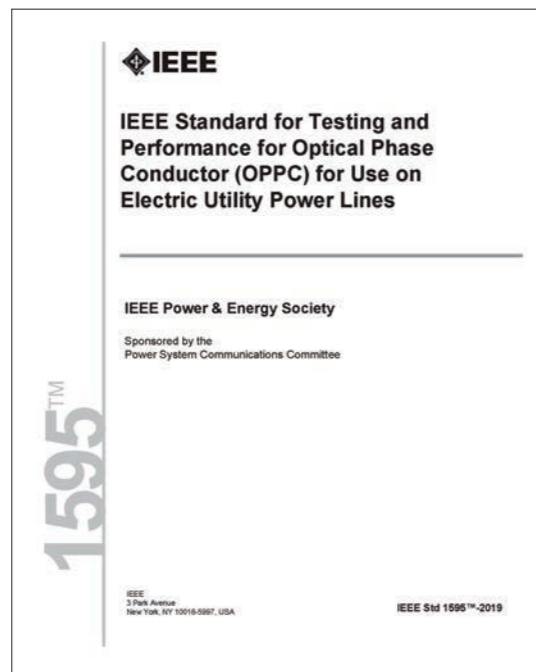 IEEE
IEEE Standard for Testing and
Performance for Optical Phase
Conductor (OPPC) for Use on
Electric Utility Power Lines
IEEE Power & Energy Society
Sponsored by the
Power System Communications Committee
1595™
IEEE
3 Park Avenue
New York, NY 10016-5997, USA
IEEE Std 1595™-2019